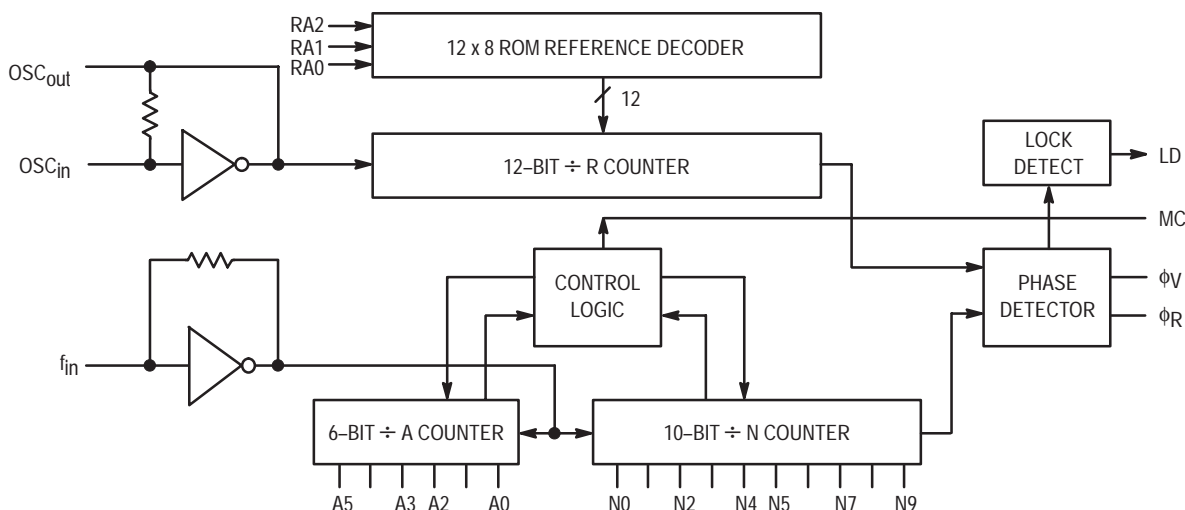 RA2
RA1
RA0
12 x 8 ROM REFERENCE DECODER
OSCout
12
OSCin
12–BIT ÷ R COUNTER
LOCK
DETECT
LD
MC
CONTROL
LOGIC
PHASE
DETECTOR
ϕV
ϕR
fin
6–BIT ÷ A COUNTER
10–BIT ÷ N COUNTER
A5 A3 A2 A0 N0 N2 N4 N5 N7 N9